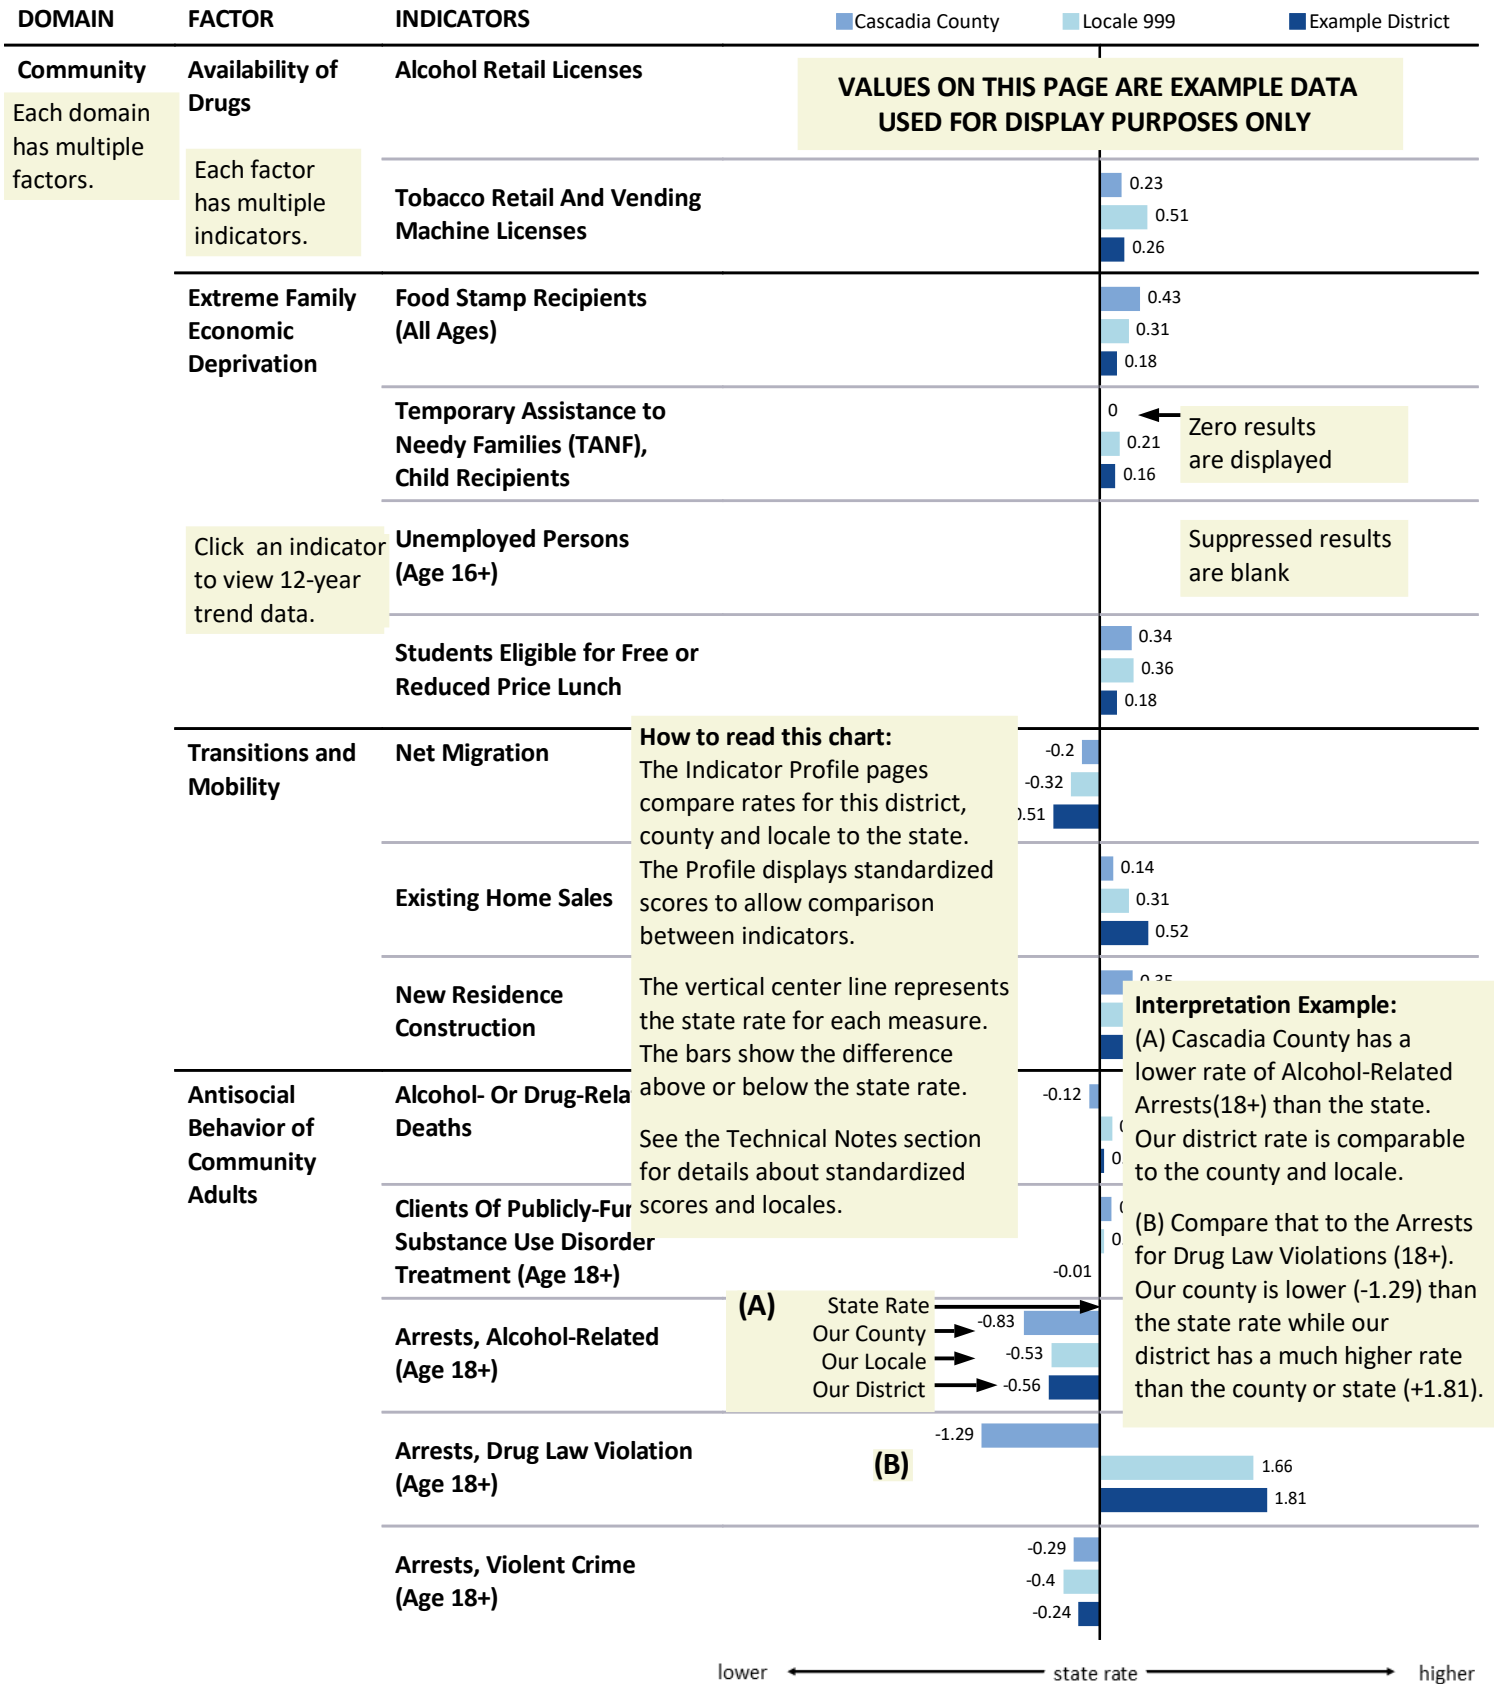 DOMAIN FACTOR INDICATORS Cascadia County Locale 999 Example District
Community
Each domain
has multiple
factors.
Availability of
Drugs
Each factor
has multiple
indicators.
Alcohol Retail Licenses
VALUES ON THIS PAGE ARE EXAMPLE DATA
USED FOR DISPLAY PURPOSES ONLY
Tobacco Retail And Vending
Machine Licenses
0.23
0.51
0.26
Extreme Family
Economic
Deprivation
Food Stamp Recipients
(All Ages)
0.43
0.31
0.18
Temporary Assistance to
Needy Families (TANF),
Child Recipients
0
0.21
0.16
Zero results
are displayed
Click an indicator
to view 12-year
trend data.
Unemployed Persons
(Age 16+)
Suppressed results
are blank
Students Eligible for Free or
Reduced Price Lunch
0.34
0.36
0.18
Transitions and
Mobility
Net Migration
-0.2
-0.32
.51
How to read this chart:
The Indicator Profile pages
compare rates for this district,
county and locale to the state.
The Profile displays standardized
scores to allow comparison
between indicators.
The vertical center line represents
the state rate for each measure.
The bars show the difference
above or below the state rate.
See the Technical Notes section
for details about standardized
scores and locales.
Existing Home Sales
0.14
0.31
0.52
New Residence
Construction
Interpretation Example:
(A) Cascadia County has a
lower rate of Alcohol-Related
Arrests(18+) than the state.
Our district rate is comparable
to the county and locale.
(B) Compare that to the Arrests
for Drug Law Violations (18+).
Our county is lower (-1.29) than
the state rate while our
district has a much higher rate
than the county or state (+1.81).
Antisocial
Behavior of
Community
Adults
Alcohol- Or Drug-Rela
Deaths
-0.12
0.
Clients Of Publicly-Fu
Substance Use Disorder
Treatment (Age 18+)
0.
-0.01
Arrests, Alcohol-Related
(Age 18+)
(A) State Rate
Our County -0.83
Our Locale -0.53
Our District -0.56
Arrests, Drug Law Violation
(Age 18+)
(B)
-1.29
1.66
1.81
Arrests, Violent Crime
(Age 18+)
-0.29
-0.4
-0.24
lower state rate higher